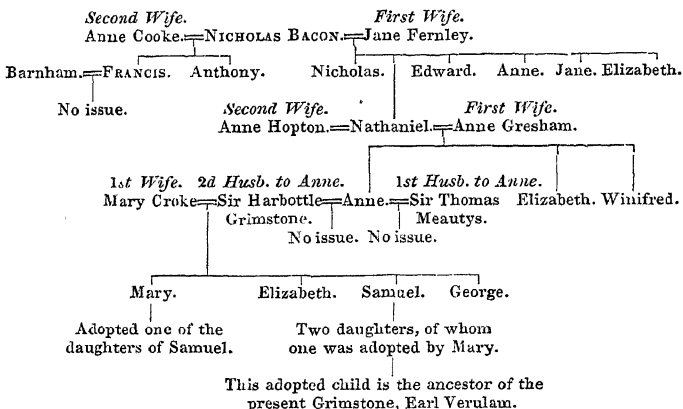 Second Wife. First Wife.
Anne Cooke. NICHOLAS BACON. Jane Fernley.
Barnham. FRANCIS. Anthony. Nicholas. Edward. Anne. Jane. Elizabeth.
No issue. Second Wife. First Wife.
Anne Hopton. Nathaniel. Anne Gresham.
1st Wife. 2d Husb. to Anne. 1st Husb. to Anne.
Mary Croke Sir Harbottle Anne. Sir Thomas Elizabeth. Winifred.
Grimstone. Meautys.
No issue. No issue.
Mary. Elizabeth. Samuel. George.
Adopted one of the Two daughters, of whom
daughters of Samuel. one was adopted by Mary.
This adopted child is the ancestor of the
present Grimstone, Earl Verulam.